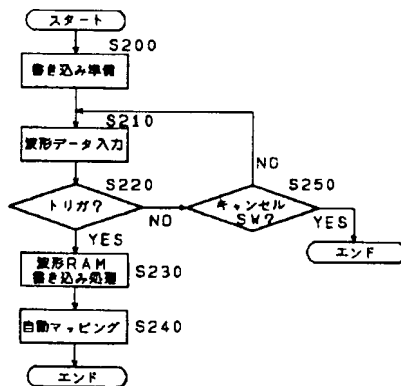 スタート
S200
書き込み準備
S210
波形データ入力
S220
トリガ?
NO
YES
S250
キャンセル
SW?
NO
YES
エンド
波形RAM
書き込み処理
S230
自動マッピング
S240
エンド